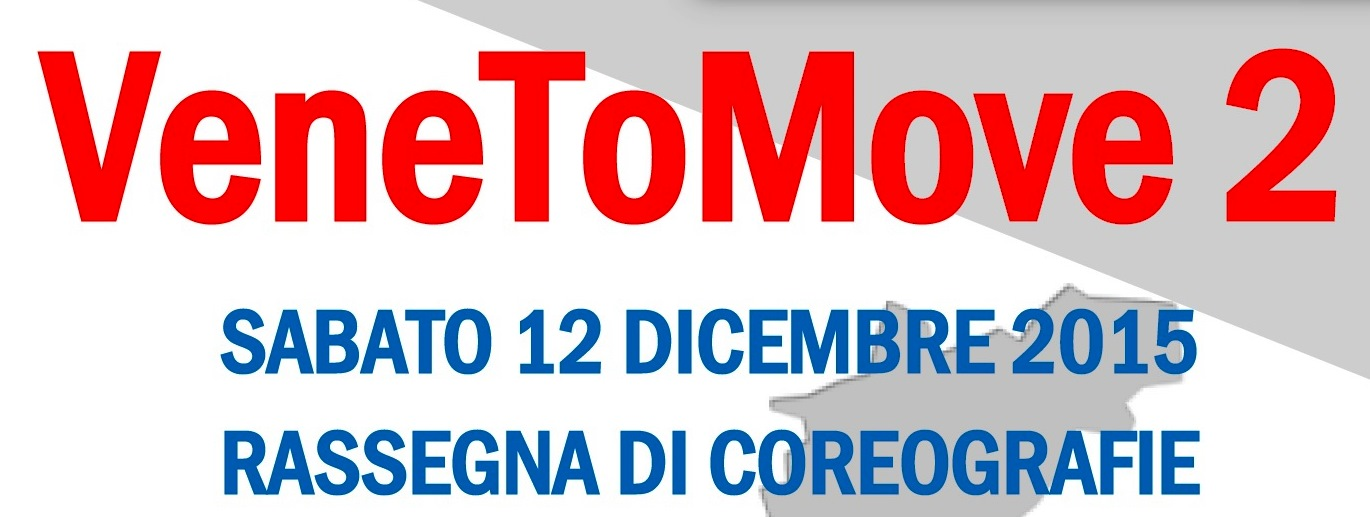 VeneToMove 2
SABATO 12 DICEMBRE 2015
RASSEGNA DI COREOGRAFIE